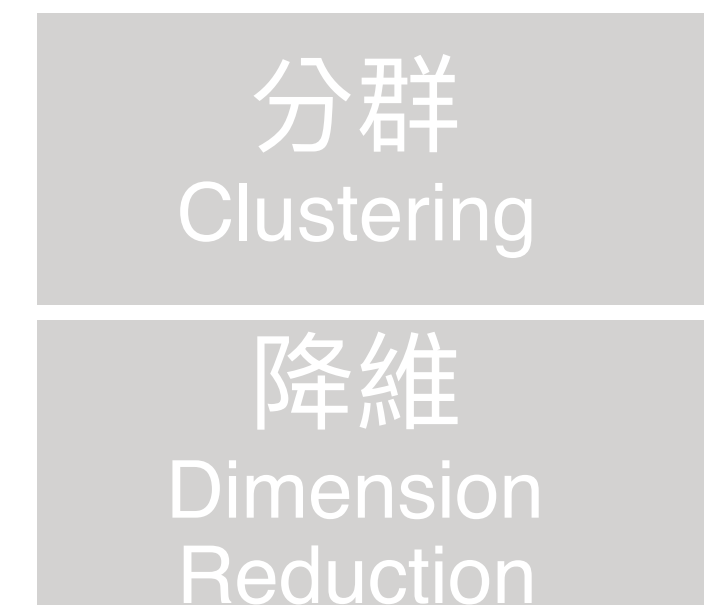 分群
Clustering
降維
Dimension
Reduction